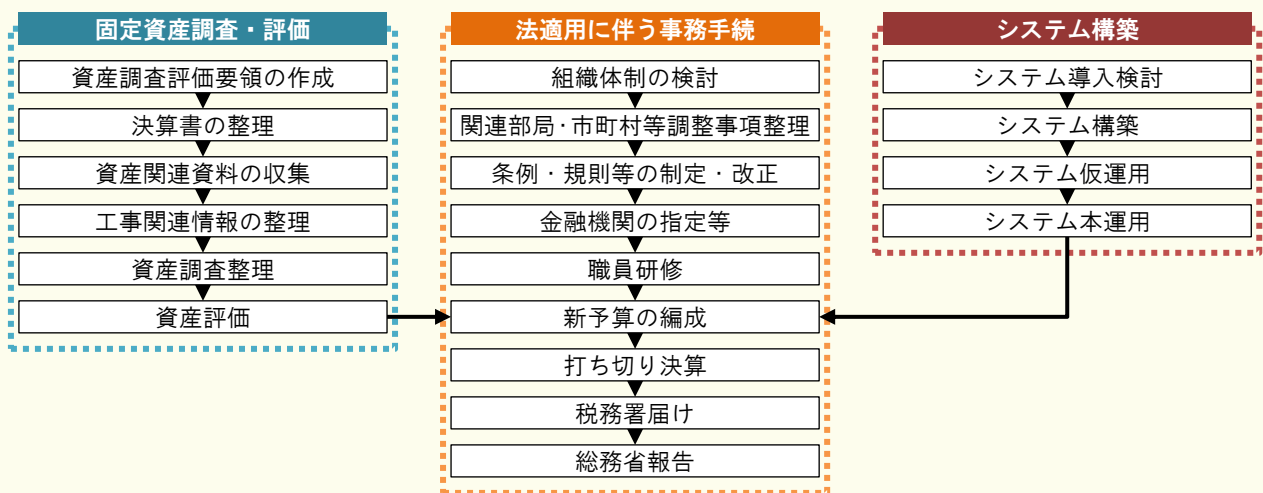 固定資産調査・評価
資産調査評価要領の作成
決算書の整理
資産関連資料の収集
工事関連情報の整理
資産調査整理
資産評価
法適用に伴う事務手続
組織体制の検討
関連部局・市町村等調整事項整理
条例・規則等の制定・改正
金融機関の指定等
職員研修
新予算の編成
打ち切り決算
税務署届け
総務省報告
システム構築
システム導入検討
システム構築
システム仮運用
システム本運用